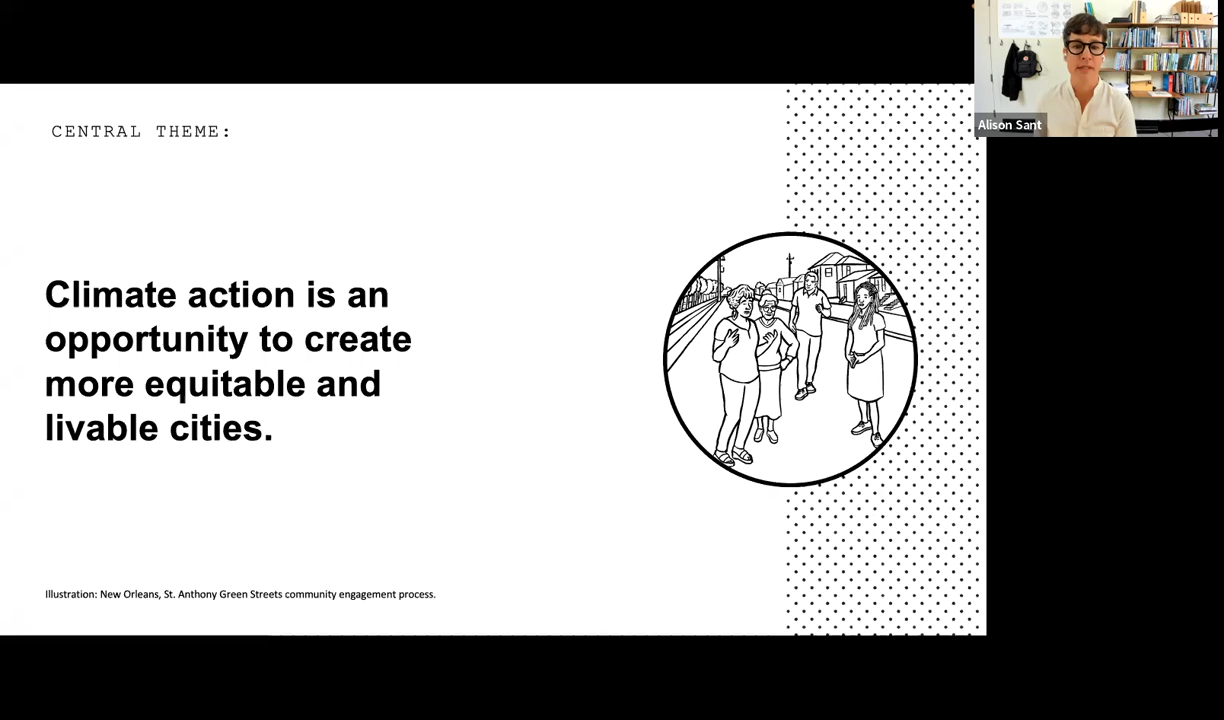 CENTRAL THEME:
Climate action is an
opportunity to create
more equitable and
livable cities.
Illustration: New Orleans, St. Anthony Green Streets community engagement process.
Alison Sant